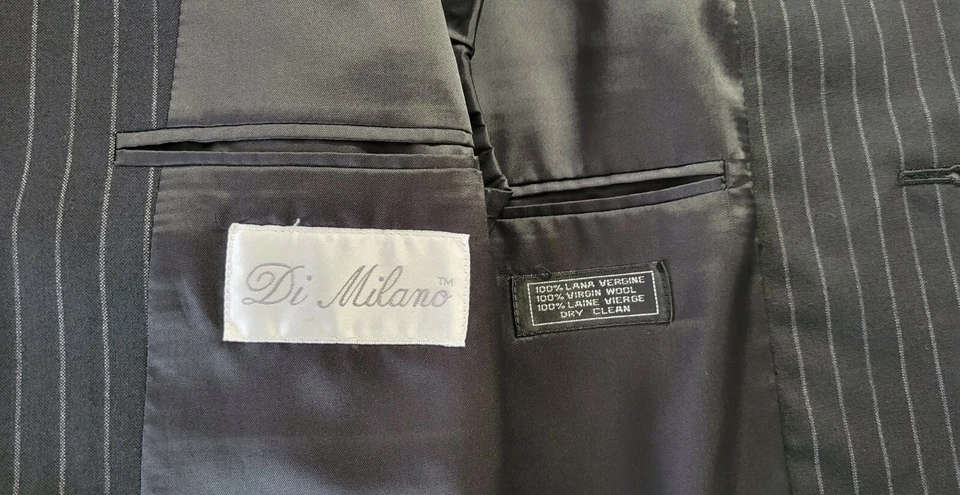 Di Milano™
100% LANA VERGINE
100% VIRGIN WOOL
100% LAINE VIERGE
DRY CLEAN